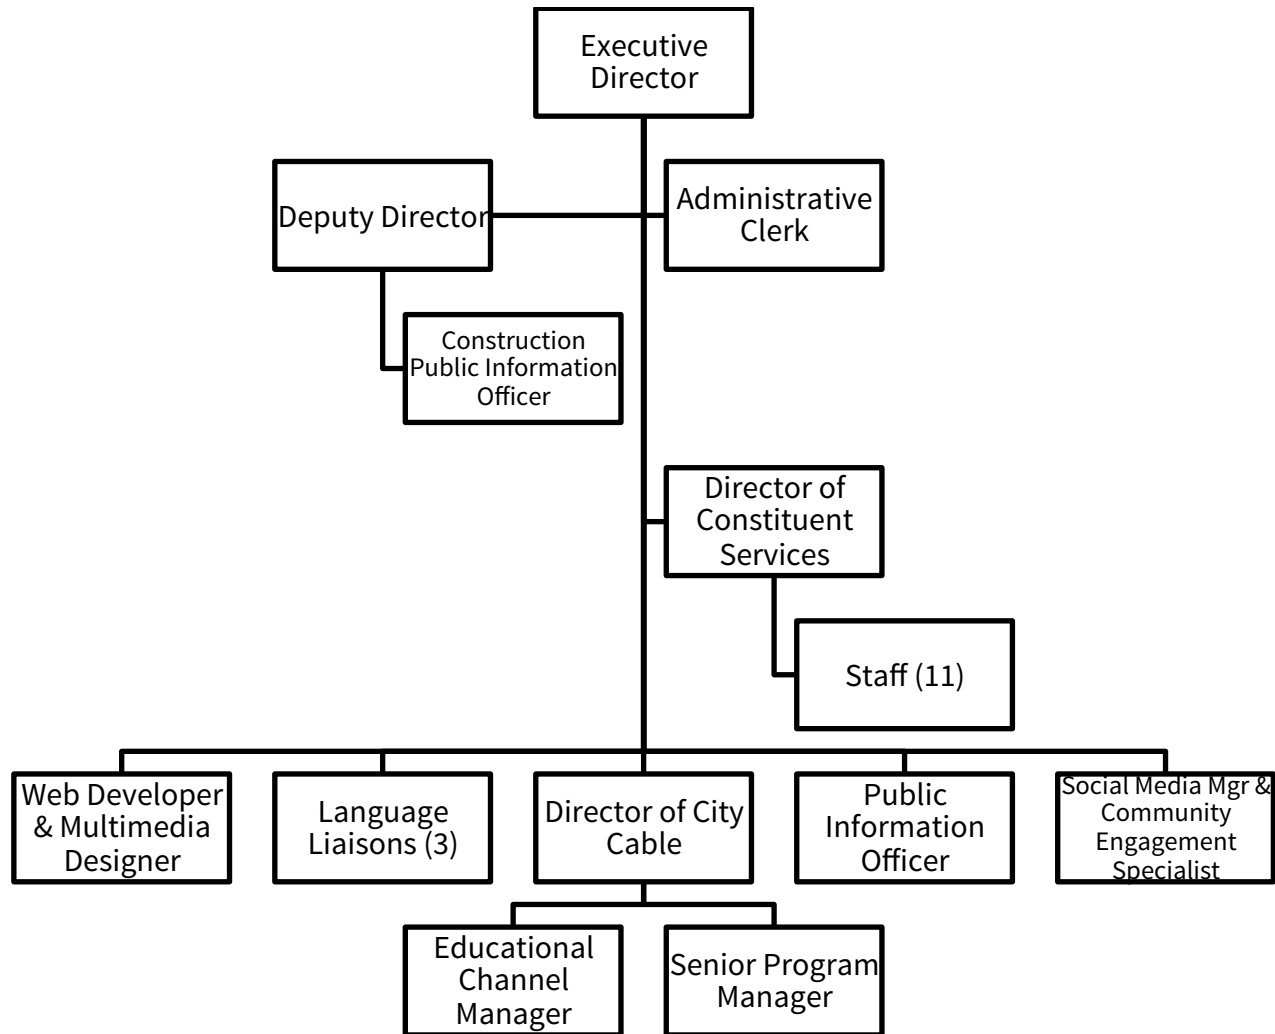 Executive
Director
Deputy Director
Administrative
Clerk
Construction
Public Information
Officer
Director of
Constituent
Services
Staff (11)
Web Developer
& Multimedia
Designer
Language
Liaisons (3)
Director of City
Cable
Public
Information
Officer
Social Media Mgr &
Community
Engagement
Specialist
Educational
Channel
Manager
Senior Program
Manager